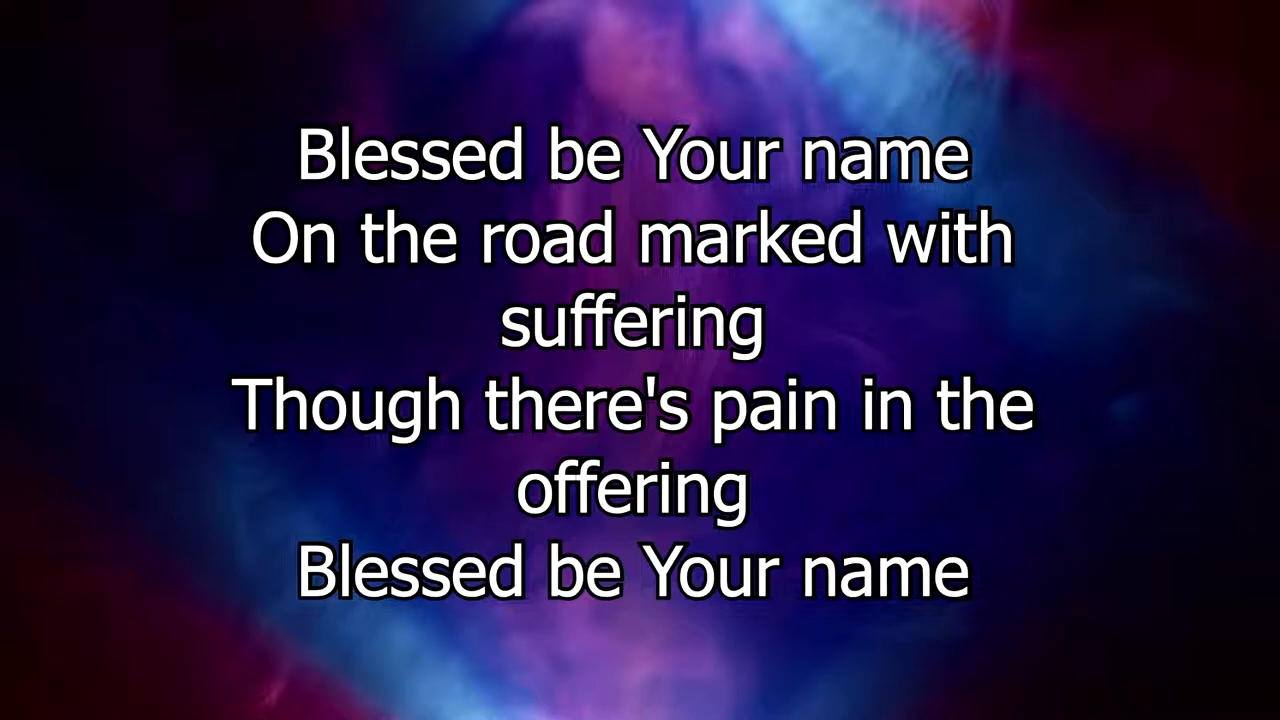 Blessed be Your name
On the road marked with
suffering
Though there's pain in the
offering
Blessed be Your name